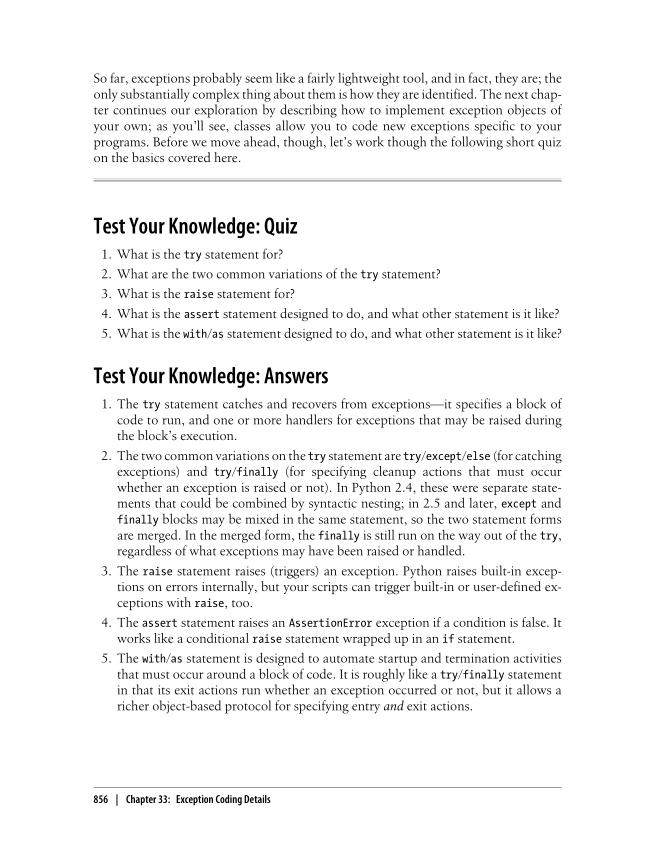 So far, exceptions probably seem like a fairly lightweight tool, and in fact, they are; the
only substantially complex thing about them is how they are identified. The next chap-
ter continues our exploration by describing how to implement exception objects of
your own; as you'll see, classes allow you to code new exceptions specific to your
programs. Before we move ahead, though, let's work though the following short quiz
on the basics covered here.
Test Your Knowledge: Quiz
1. What is the try statement for?
2. What are the two common variations of the try statement?
3. What is the raise statement for?
4. What is the assert statement designed to do, and what other statement is it like?
5. What is the with/as statement designed to do, and what other statement is it like?
Test Your Knowledge: Answers
1. The try statement catches and recovers from exceptions—it specifies a block of
code to run, and one or more handlers for exceptions that may be raised during
the block's execution.
2. The two common variations on the try statement are try/except/else (for catching
exceptions) and try/finally (for specifying cleanup actions that must occur
whether an exception is raised or not). In Python 2.4, these were separate state-
ments that could be combined by syntactic nesting; in 2.5 and later, except and
finally blocks may be mixed in the same statement, so the two statement forms
are merged. In the merged form, the finally is still run on the way out of the try,
regardless of what exceptions may have been raised or handled.
3. The raise statement raises (triggers) an exception. Python raises built-in excep-
tions on errors internally, but your scripts can trigger built-in or user-defined ex-
ceptions with raise, too.
4. The assert statement raises an AssertionError exception if a condition is false. It
works like a conditional raise statement wrapped up in an if statement.
5. The with/as statement is designed to automate startup and termination activities
that must occur around a block of code. It is roughly like a try/finally statement
in that its exit actions run whether an exception occurred or not, but it allows a
richer object-based protocol for specifying entry and exit actions.
856 | Chapter 33: Exception Coding Details